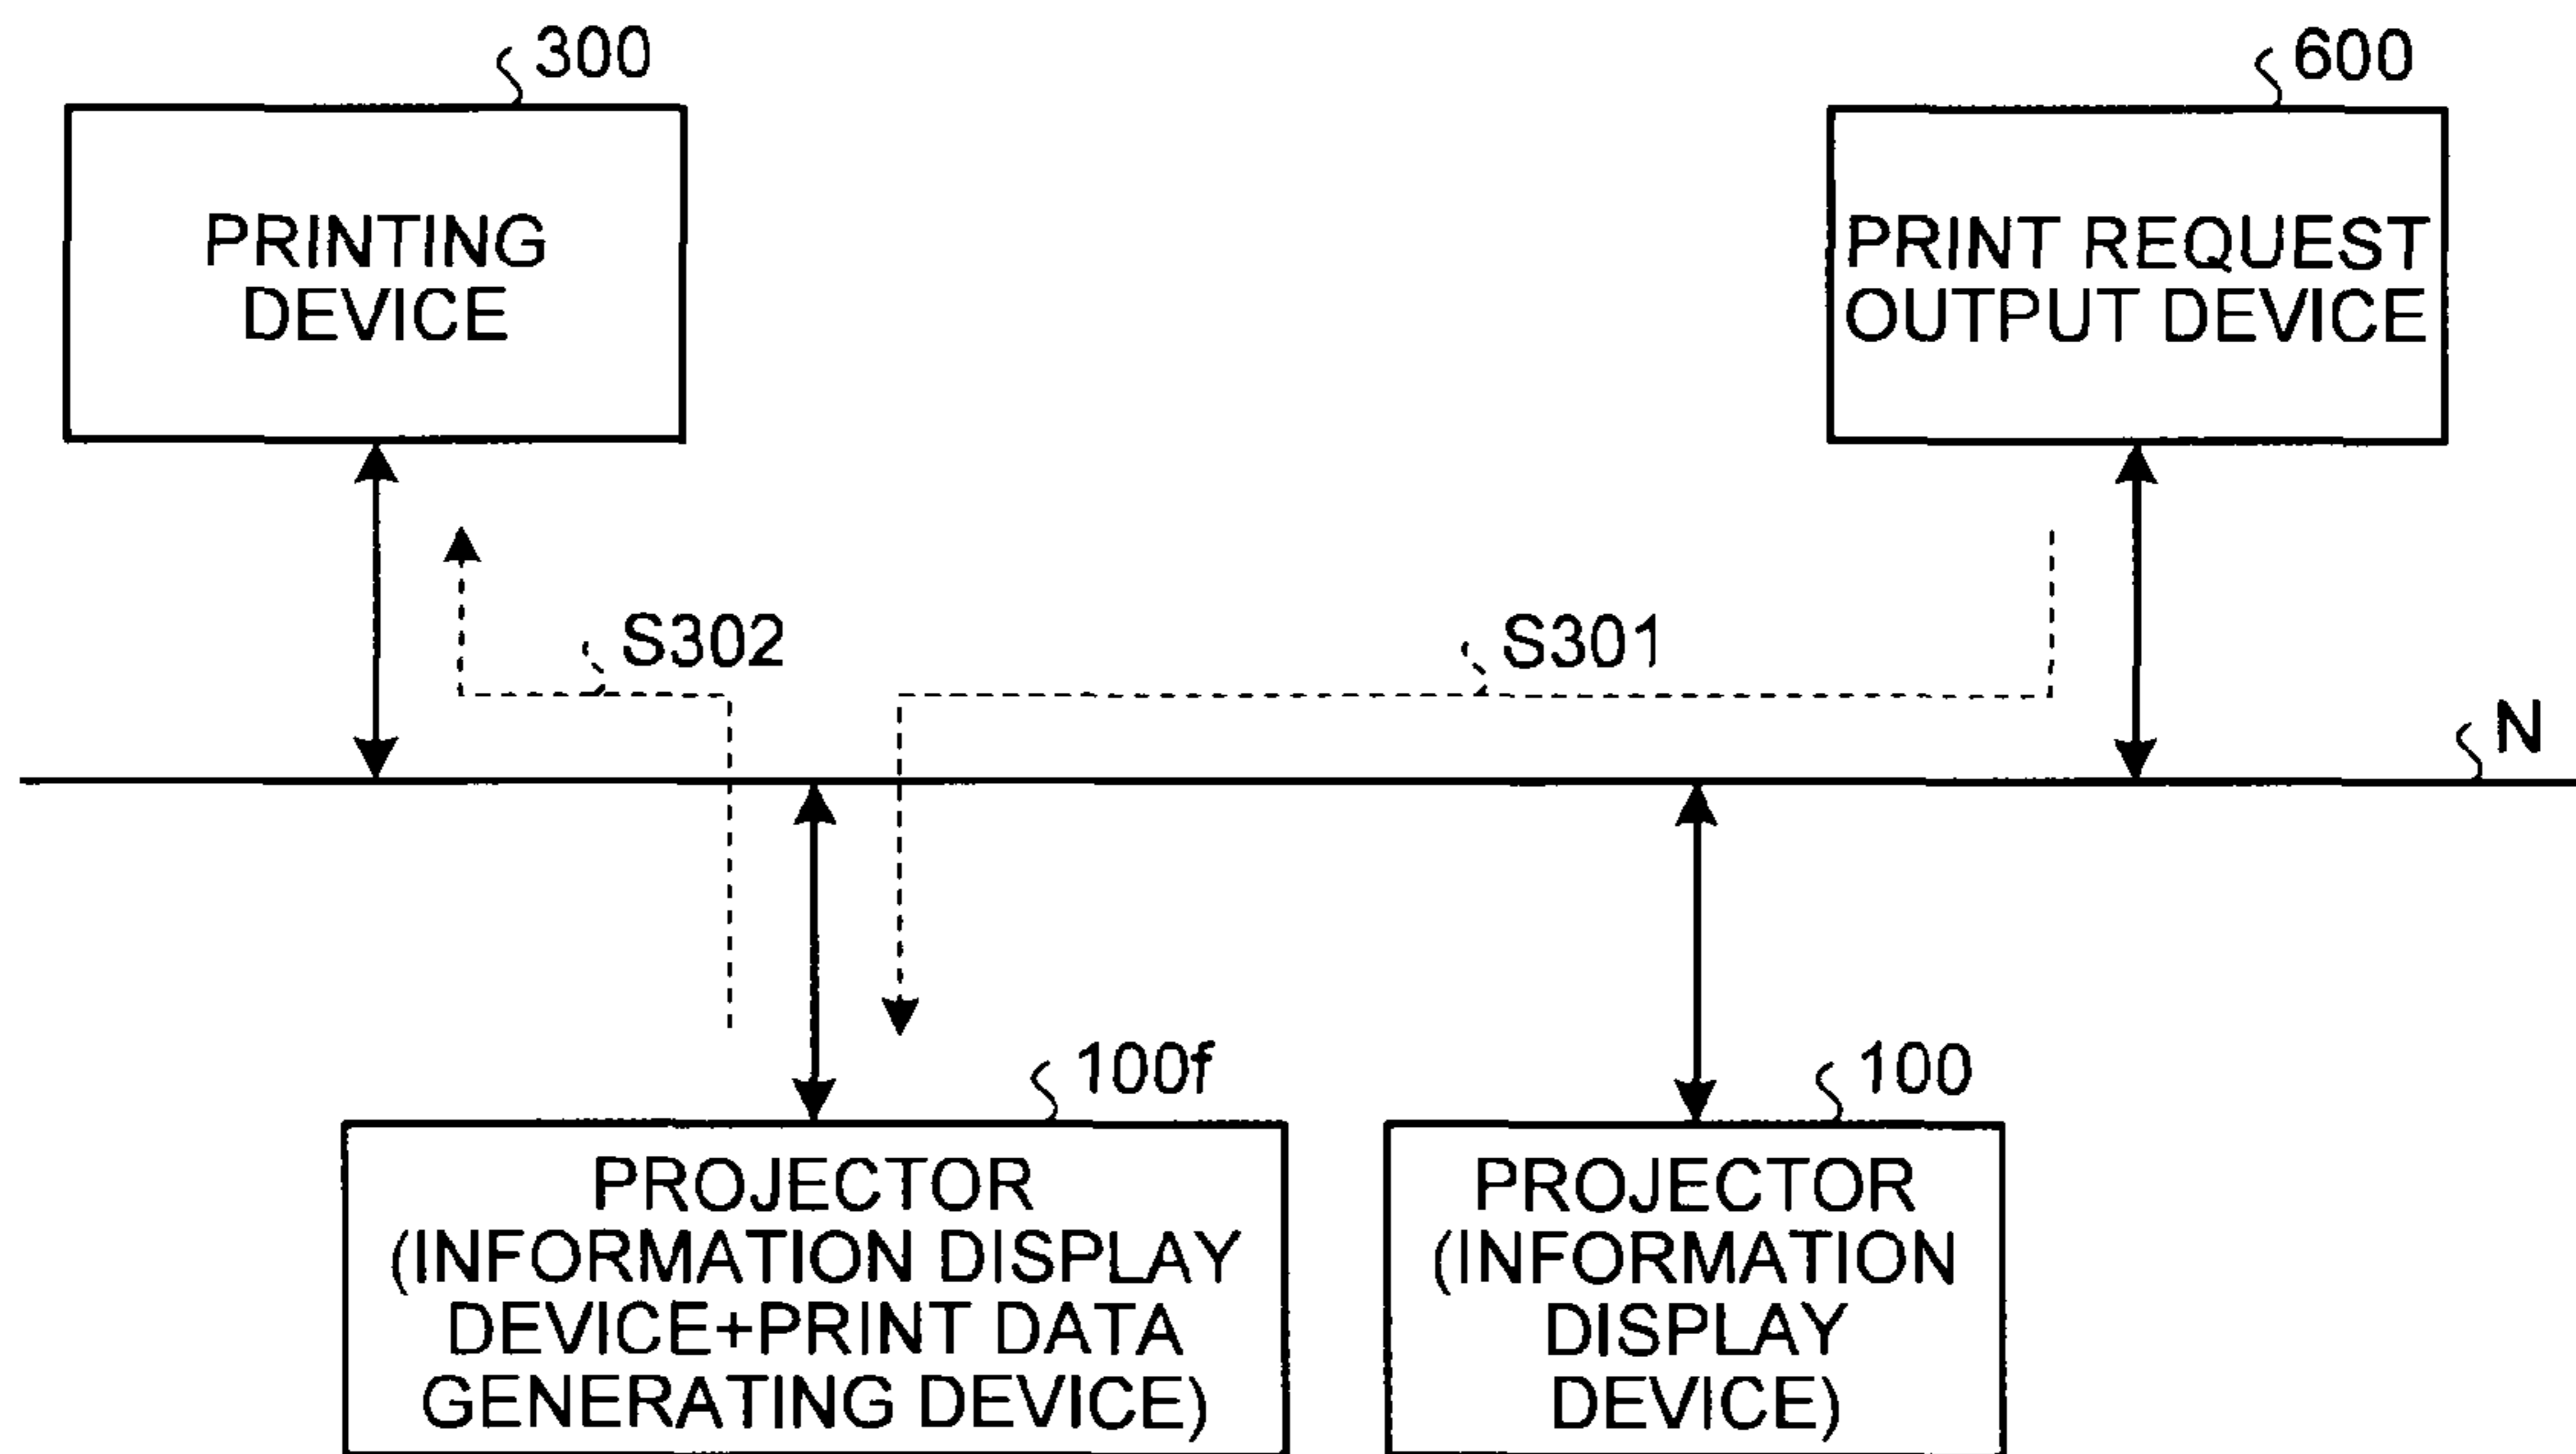 300
600
PRINTING
DEVICE
PRINT REQUEST
OUTPUT DEVICE
S302
S301
N
100f
100
PROJECTOR
(INFORMATION DISPLAY
DEVICE+PRINT DATA
GENERATING DEVICE)
PROJECTOR
(INFORMATION
DISPLAY
DEVICE)